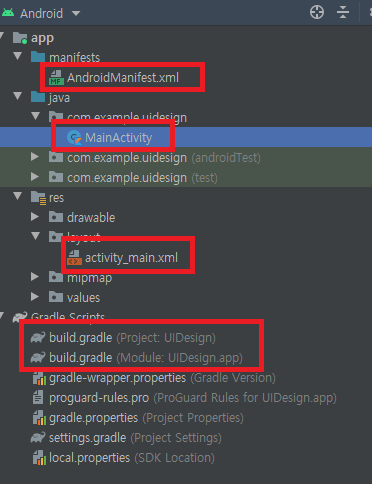 Android
app
manifests
AndroidManifest.xml
java
com.example.uidesign
MainActivity
com.example.uidesign (androidTest)
com.example.uidesign (test)
res
drawable
layout
activity_main.xml
mipmap
values
Gradle Scripts
build.gradle (Project: UIDesign)
build.gradle (Module: UIDesign.app)
gradle-wrapper.properties (Gradle Version)
proguard-rules.pro (ProGuard Rules for UIDesign.app)
gradle.properties (Project Properties)
settings.gradle (Project Settings)
local.properties (SDK Location)